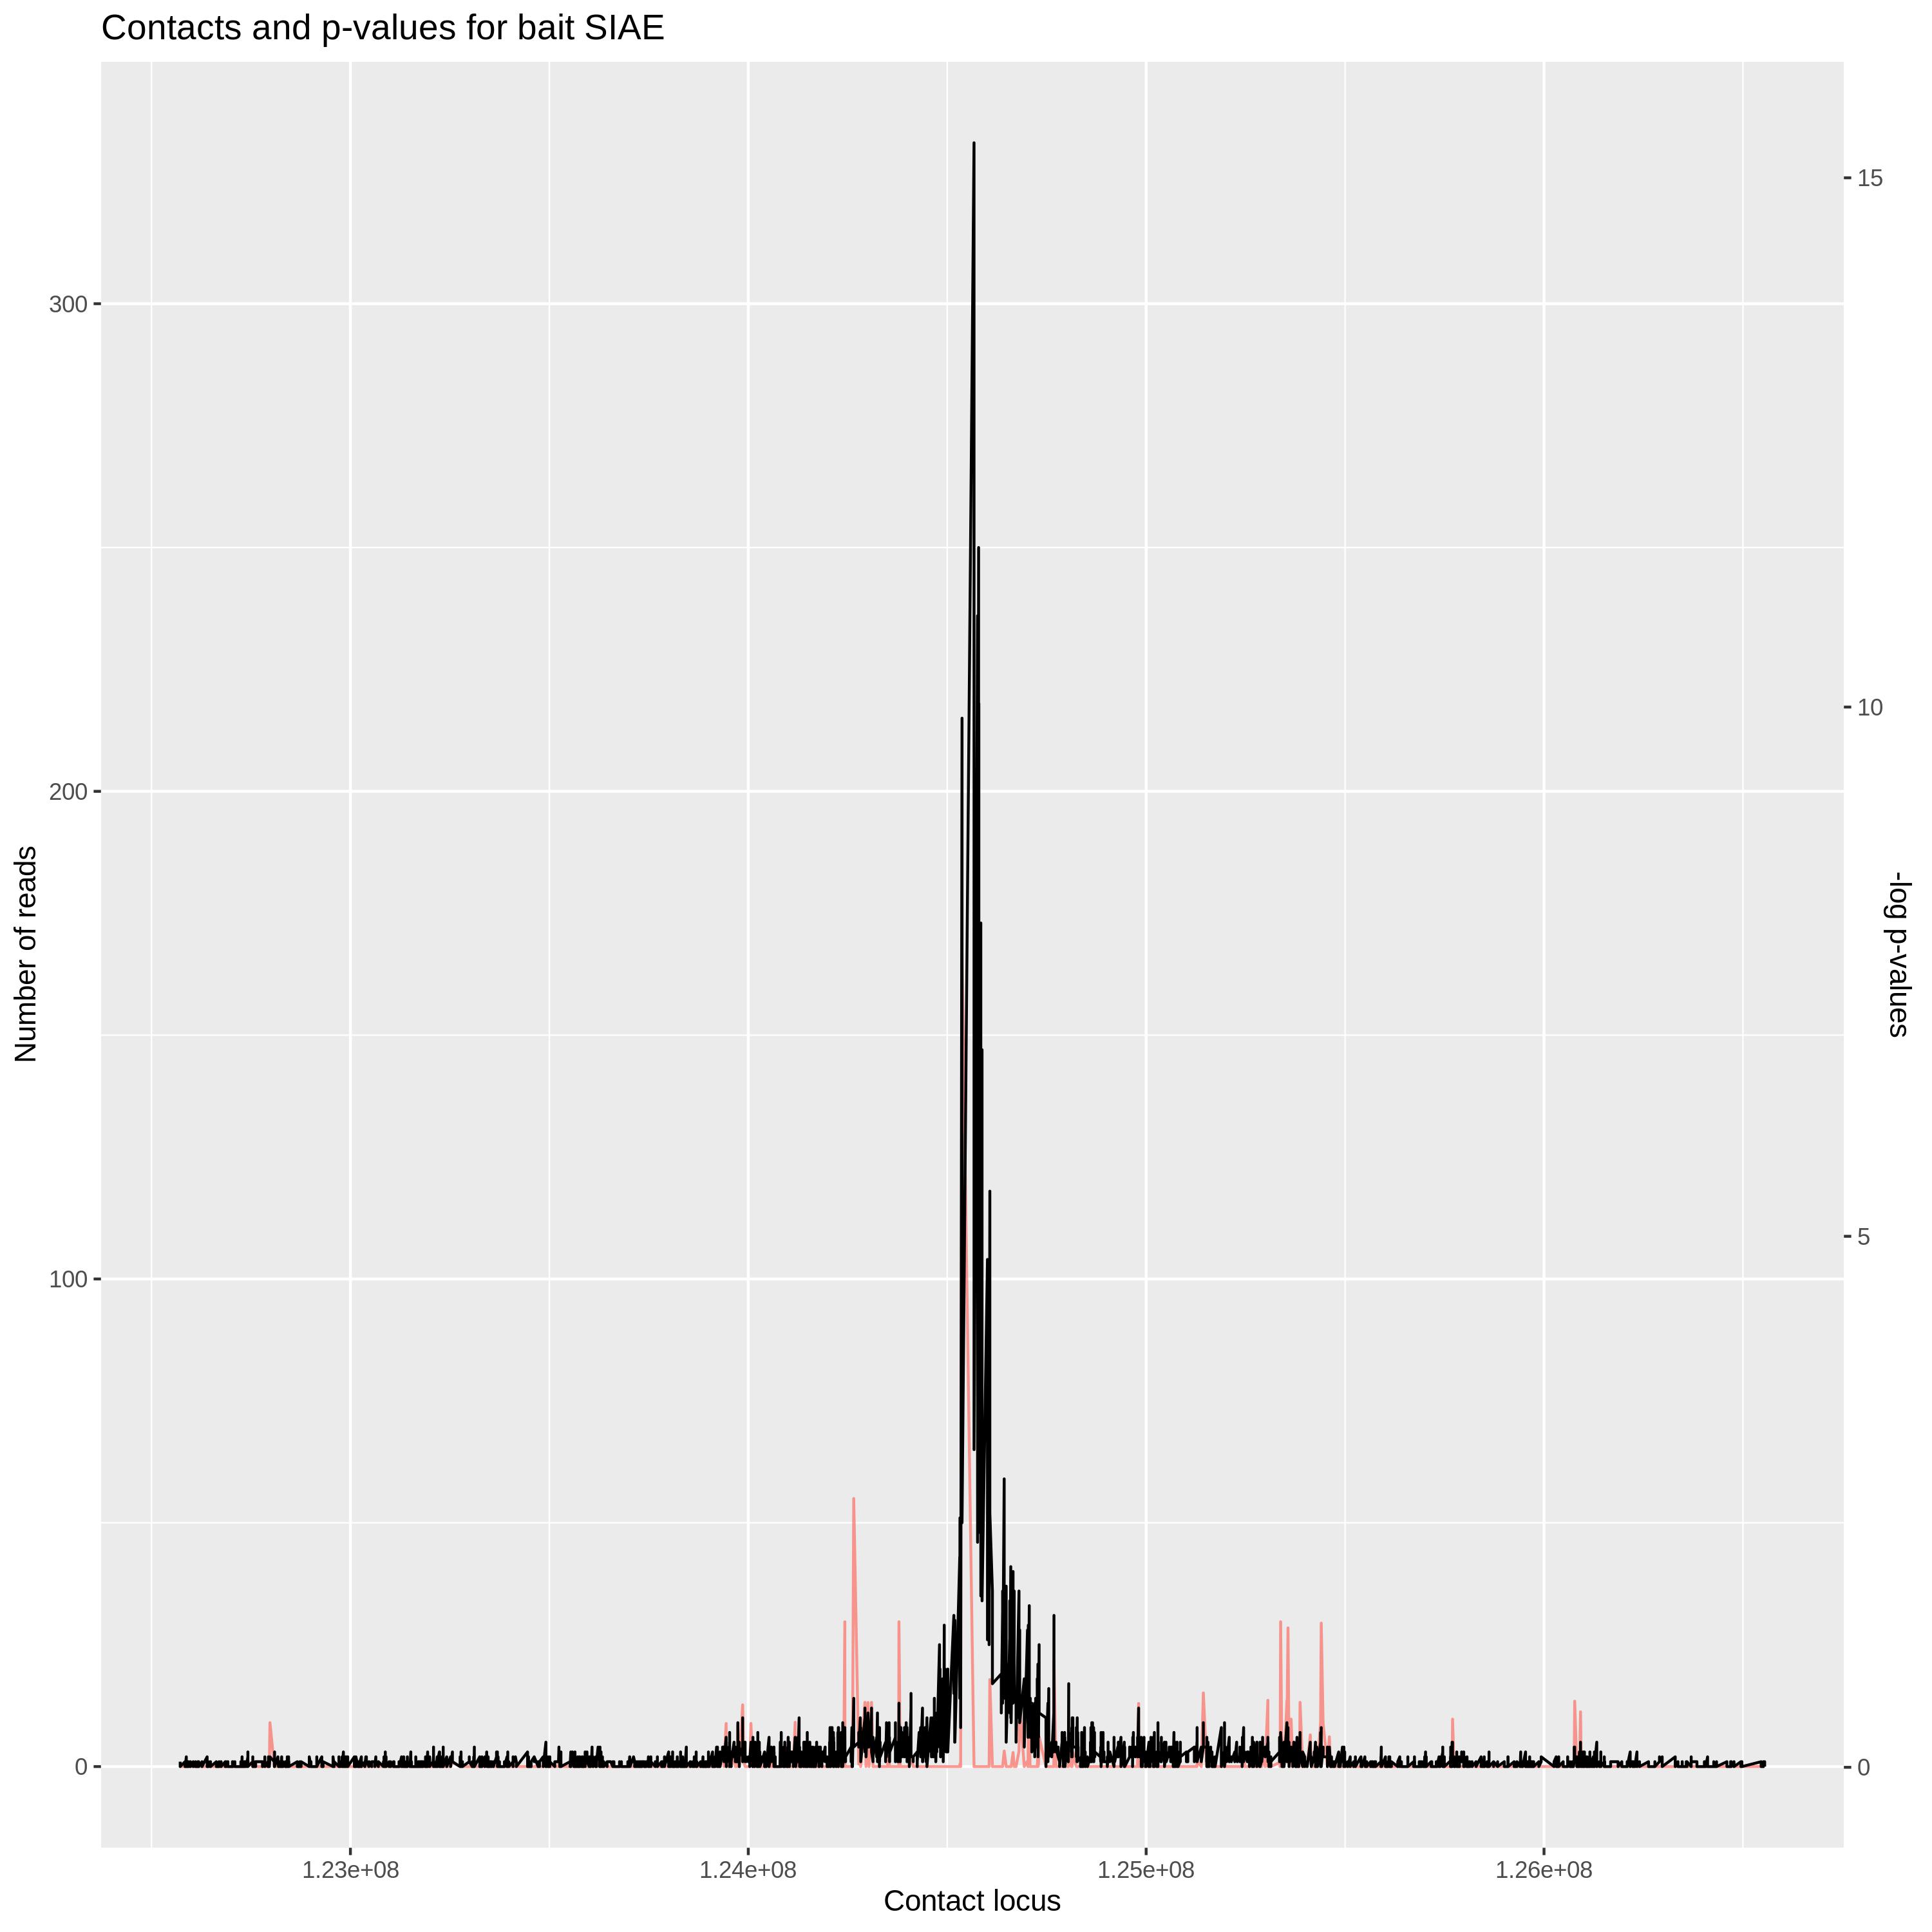 Contacts and p-values for bait SIAE
300
200
100
0
Number of reads
15
10
5
0
-log p-values
1.23e+08
1.24e+08
1.25e+08
1.26e+08
Contact locus